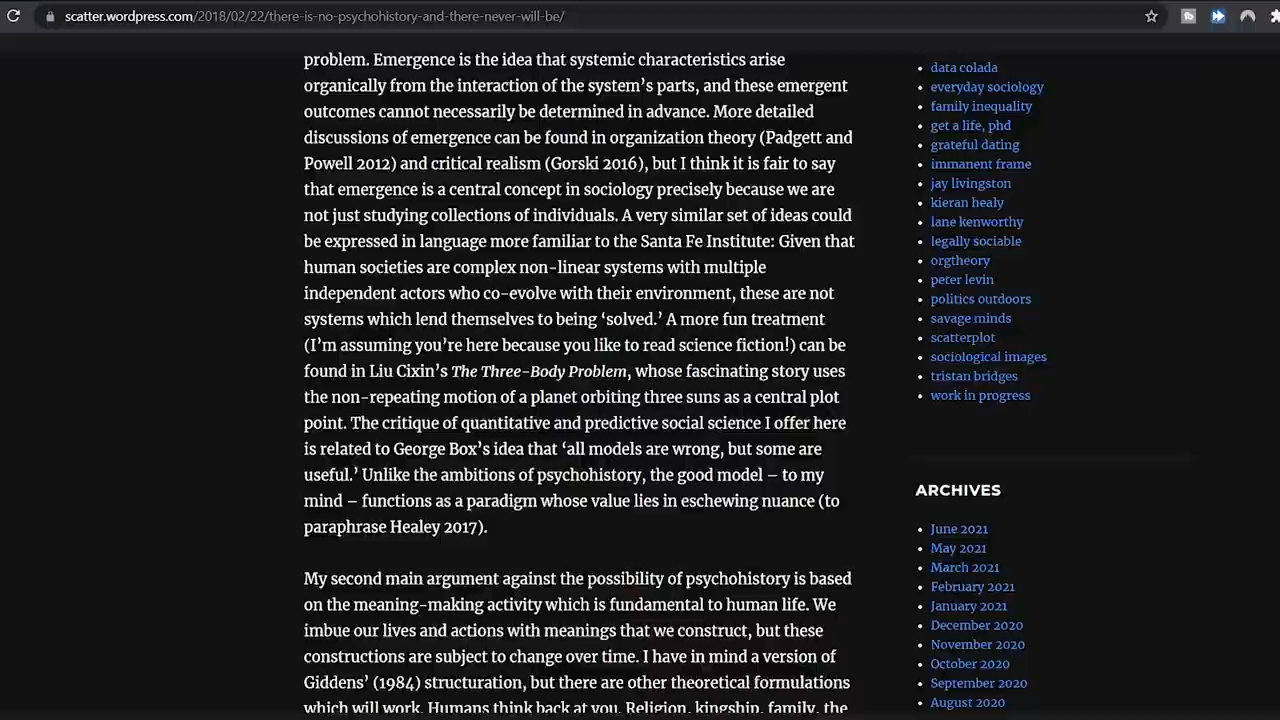 scatter.wordpress.com/2018/02/22/there-is-no-psychohistory-and-there-never-will-be/
problem. Emergence is the idea that systemic characteristics arise
organically from the interaction of the system's parts, and these emergent
outcomes cannot necessarily be determined in advance. More detailed
discussions of emergence can be found in organization theory (Padgett and
Powell 2012) and critical realism (Gorski 2016), but I think it is fair to say
that emergence is a central concept in sociology precisely because we are
not just studying collections of individuals. A very similar set of ideas could
be expressed in language more familiar to the Santa Fe Institute: Given that
human societies are complex non-linear systems with multiple
independent actors who co-evolve with their environment, these are not
systems which lend themselves to being ‘solved.’ A more fun treatment
(I’m assuming you’re here because you like to read science fiction!) can be
found in Liu Cixin’s The Three-Body Problem, whose fascinating story uses
the non-repeating motion of a planet orbiting three suns as a central plot
point. The critique of quantitative and predictive social science I offer here
is related to George Box’s idea that ‘all models are wrong, but some are
useful.’ Unlike the ambitions of psychohistory, the good model – to my
mind – functions as a paradigm whose value lies in eschewing nuance (to
paraphrase Healey 2017).
My second main argument against the possibility of psychohistory is based
on the meaning-making activity which is fundamental to human life. We
imbue our lives and actions with meanings that we construct, but these
constructions are subject to change over time. I have in mind a version of
Giddens’ (1984) structuration, but there are other theoretical formulations
which will work. Humans think back at you. Religion, kingship, family, the
data colada
everyday sociology
family inequality
get a life, phd
grateful dating
immanent frame
jay livingston
kieran healy
lane kenworthy
legally sociable
orgtheory
peter levin
politics outdoors
savage minds
scatterplot
sociological images
tristan bridges
work in progress
ARCHIVES
June 2021
May 2021
March 2021
February 2021
January 2021
December 2020
November 2020
October 2020
September 2020
August 2020